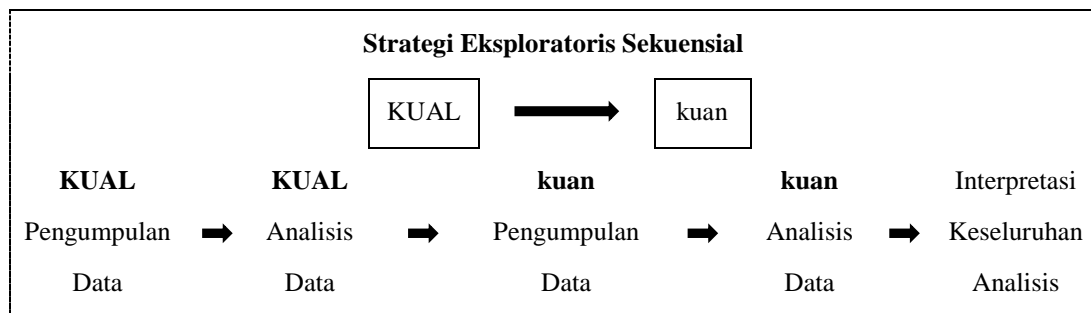 Strategi Eksploratoris Sekuensial
KUAL kuan
KUAL KUAL kuan kuan Interpretasi
Pengumpulan Analisis Pengumpulan Analisis Keseluruhan
Data Data Data Data Analisis